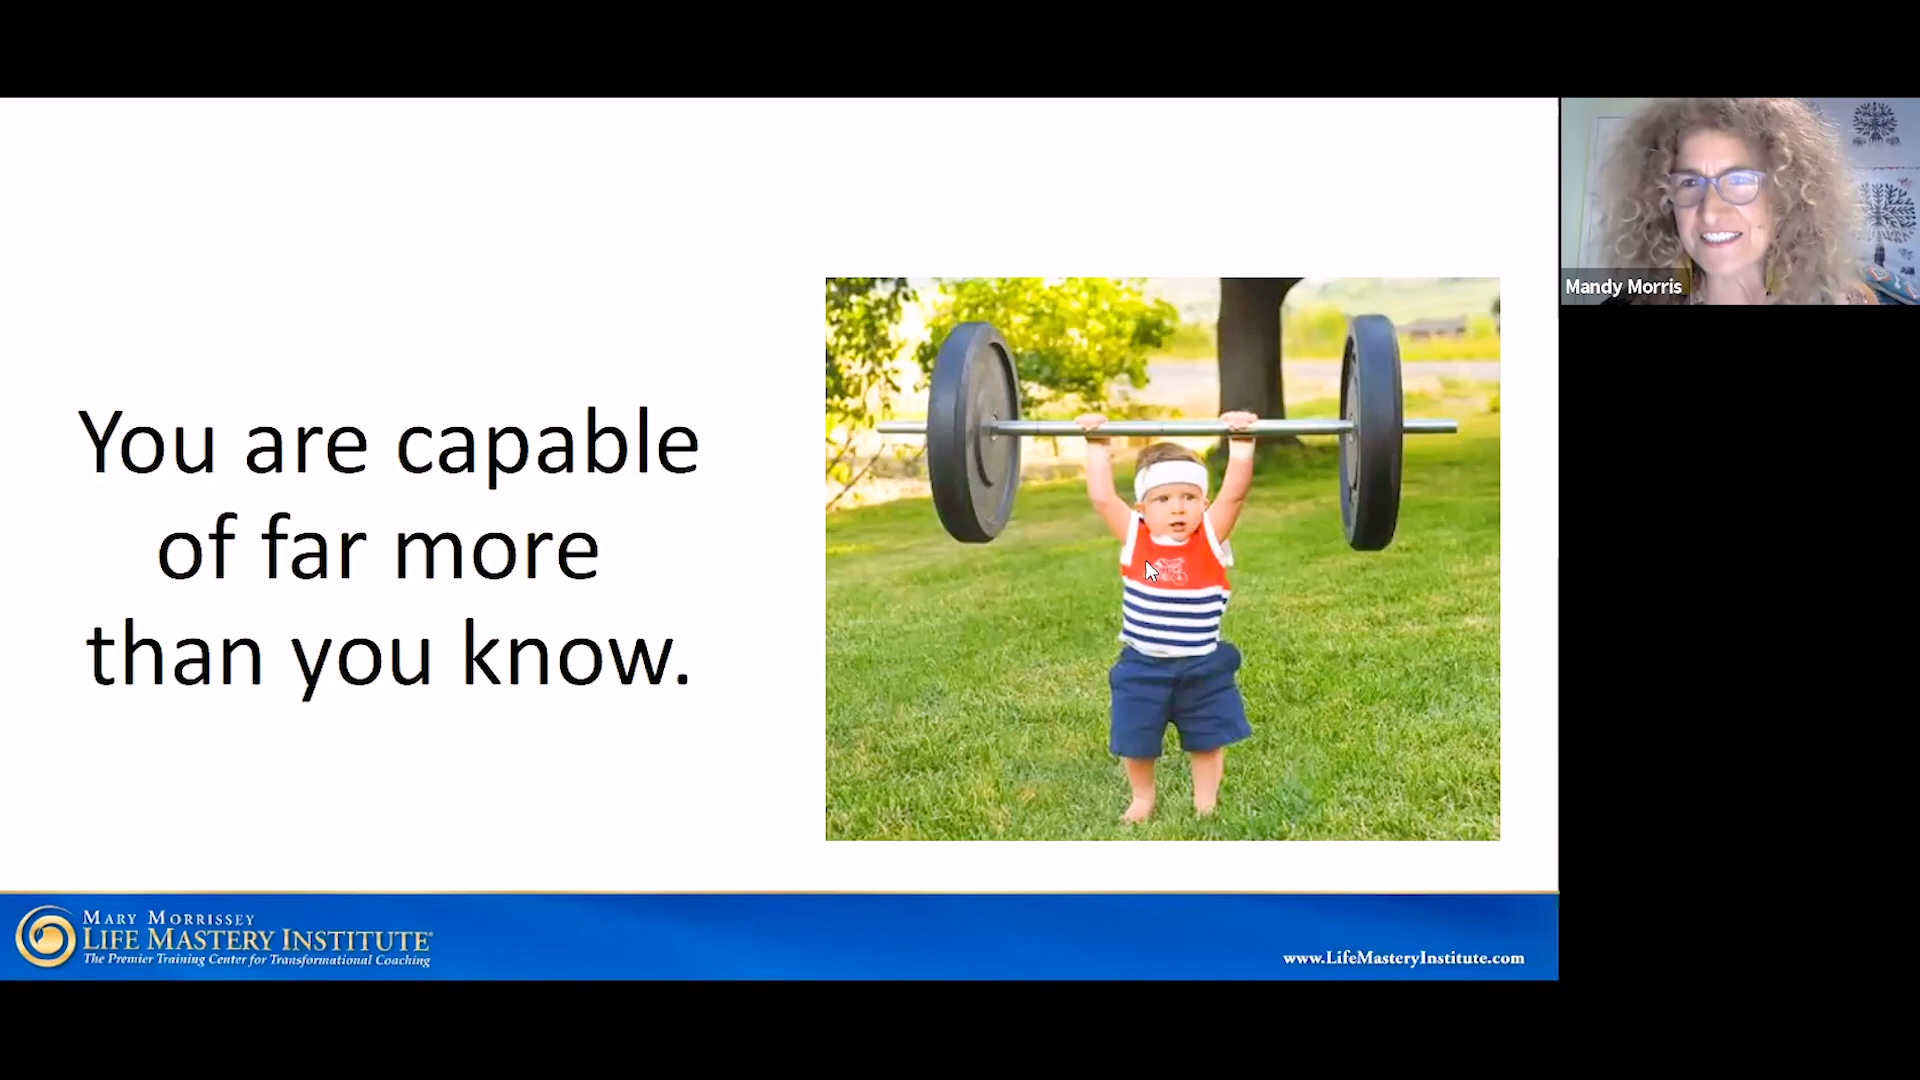 You are capable
of far more
than you know.
Mandy Morris
MARY MORRISSEY
LIFE MASTERY INSTITUTE®
The Premier Training Center for Transformational Coaching
www.LifeMasteryInstitute.com